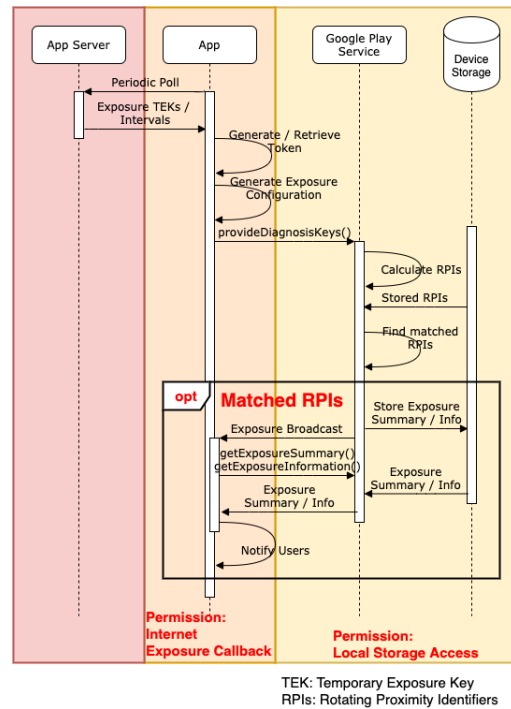 App Server
App
Google Play
Service
Device
Storage
Periodic Poll
Exposure TEKs /
Intervals
Generate / Retrieve
Token
Generate Exposure
Configuration
provideDiagnosisKeys()
Calculate RPIs
Stored RPIs
Find matched
RPIs
opt
Matched RPIs
Store Exposure
Summary / Info
Exposure Broadcast
getExposureSummary()
getExposureInformation()
Exposure
Summary / Info
Exposure
Summary / Info
Notify Users
Permission:
Internet
Exposure Callback
Permission:
Local Storage Access
TEK: Temporary Exposure Key
RPIs: Rotating Proximity Identifiers